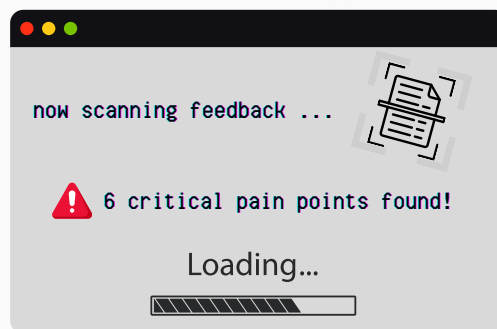 now scanning feedback ...
6 critical pain points found!
Loading...